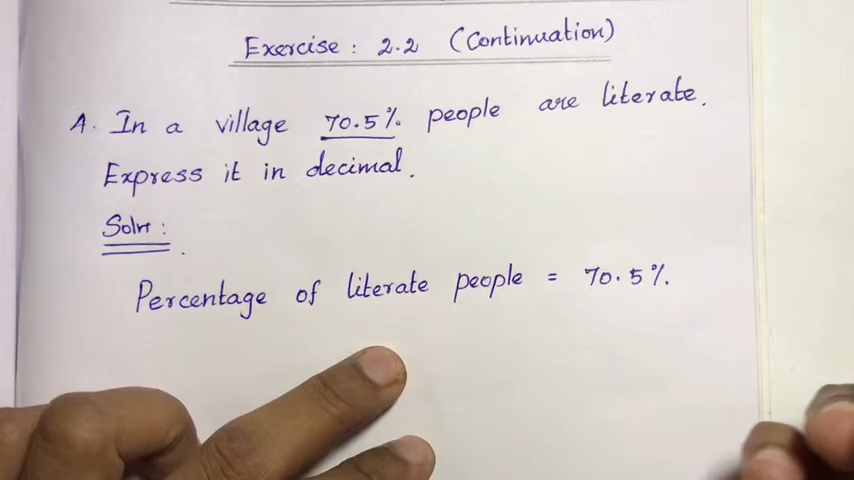 Exercise : 2.2 (Continuation)
4. In a village 70.5% people are literate.
Express it in decimal.
Soln :
Percentage of literate people = 70.5%.